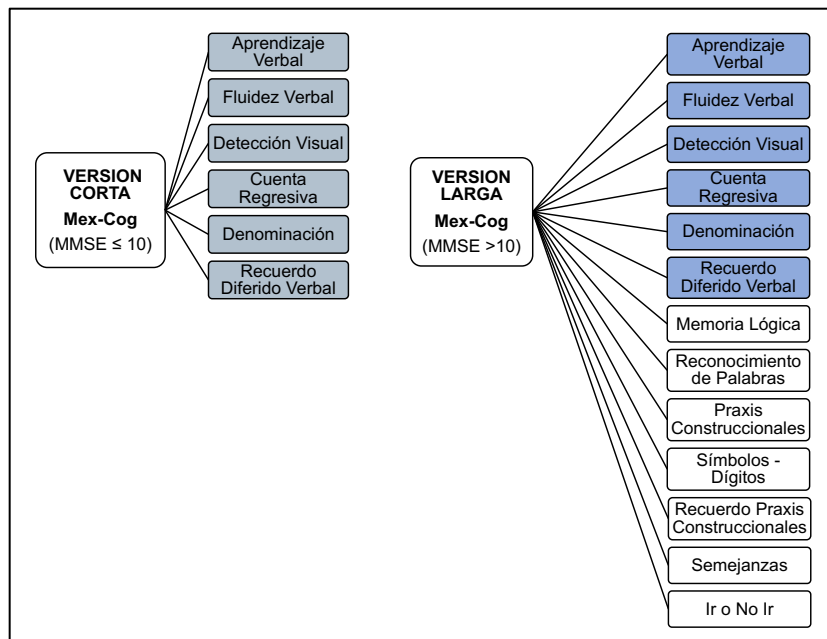 VERSION
CORTA
Mex-Cog
(MMSE ≤ 10)
Aprendizaje
Verbal
Fluidez Verbal
Detección Visual
Cuenta
Regresiva
Denominación
Recuerdo
Diferido Verbal
VERSION
LARGA
Mex-Cog
(MMSE >10)
Aprendizaje
Verbal
Fluidez Verbal
Detección Visual
Cuenta
Regresiva
Denominación
Recuerdo
Diferido Verbal
Memoria Lógica
Reconocimiento
de Palabras
Praxis
Construccionales
Símbolos -
Dígitos
Recuerdo Praxis
Construccionales
Semejanzas
Ir o No Ir